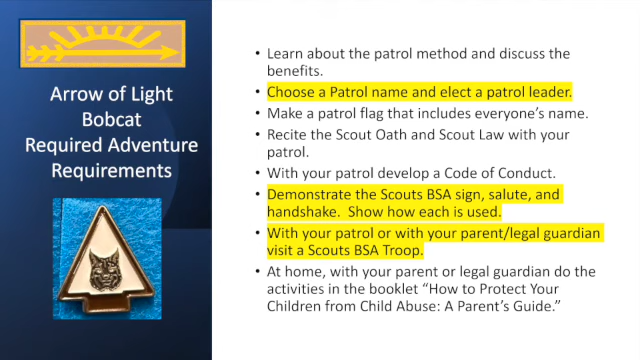 Arrow of Light
Bobcat
Required Adventure
Requirements
• Learn about the patrol method and discuss the
benefits.
• Choose a Patrol name and elect a patrol leader.
• Make a patrol flag that includes everyone's name.
• Recite the Scout Oath and Scout Law with your
patrol.
• With your patrol develop a Code of Conduct.
• Demonstrate the Scouts BSA sign, salute, and
handshake. Show how each is used.
• With your patrol or with your parent/legal guardian
visit a Scouts BSA Troop.
• At home, with your parent or legal guardian do the
activities in the booklet “How to Protect Your
Children from Child Abuse: A Parent's Guide.”